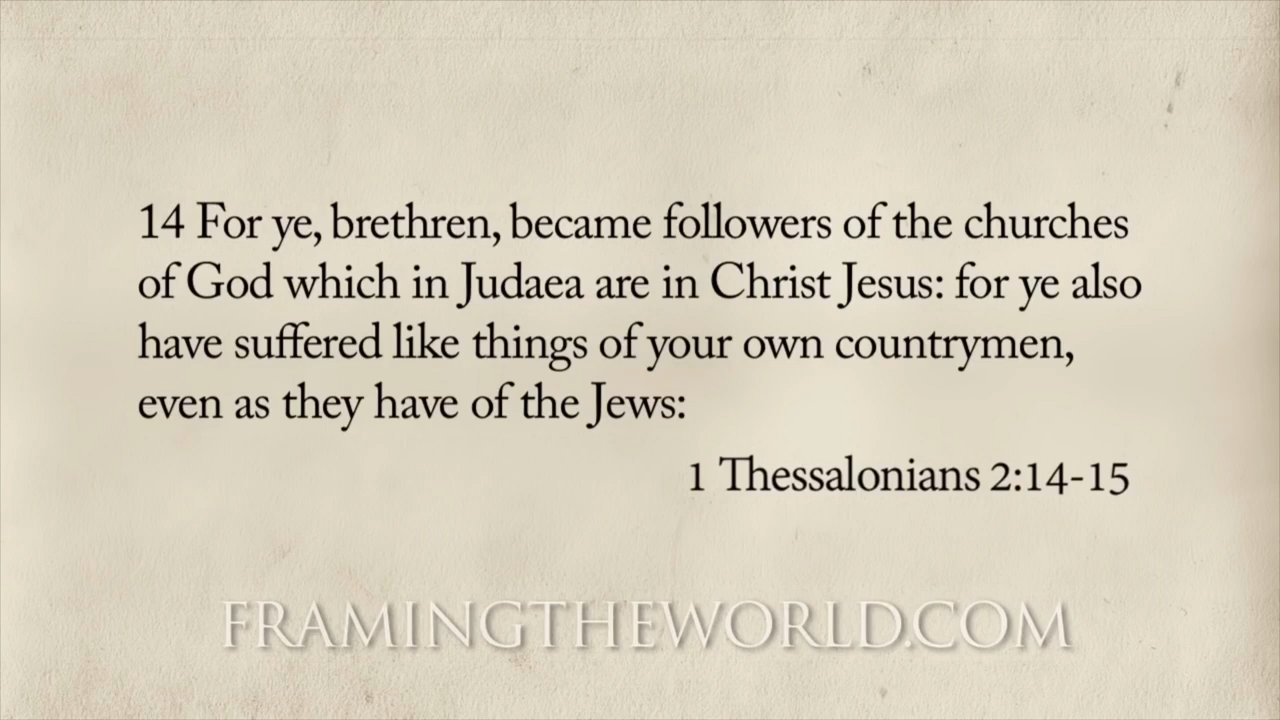 14 For ye, brethren, became followers of the churches
of God which in Judaea are in Christ Jesus: for ye also
have suffered like things of your own countrymen,
even as they have of the Jews:
1 Thessalonians 2:14-15
FRAMINGTHEWORLD.COM